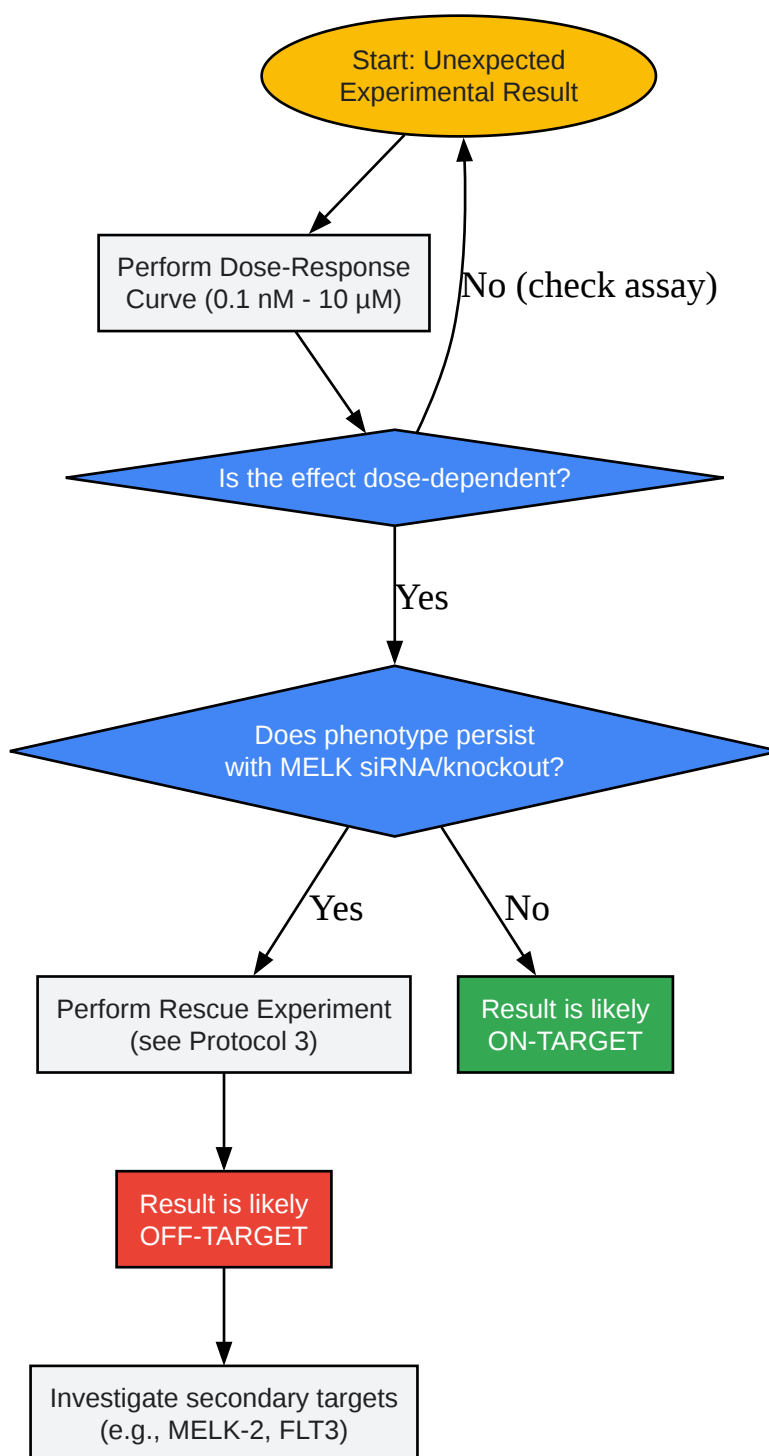 Start: Unexpected
Experimental Result
Perform Dose-Response
Curve (0.1 nM - 10 µM)
No (check assay)
Is the effect dose-dependent?
Yes
Does phenotype persist
with MELK siRNA/knockout?
Yes
No
Perform Rescue Experiment
(see Protocol 3)
Result is likely
ON-TARGET
Result is likely
OFF-TARGET
Investigate secondary targets
(e.g., MELK-2, FLT3)